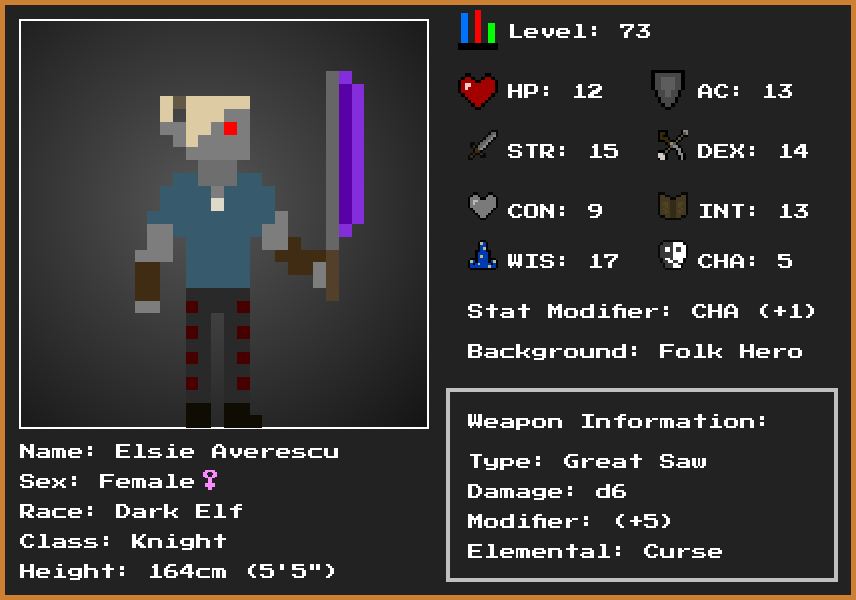 Level: 73
HP: 12 AC: 13
STR: 15 DEX: 14
CON: 9 INT: 13
WIS: 17 CHA: 5
Stat Modifier: CHA (+1)
Background: Folk Hero
Weapon Information:
Type: Great Saw
Damage: d6
Modifier: (+5)
Elemental: Curse
Name: Elsie Averescu
Sex: Female♀
Race: Dark Elf
Class: Knight
Height: 164cm (5'5")